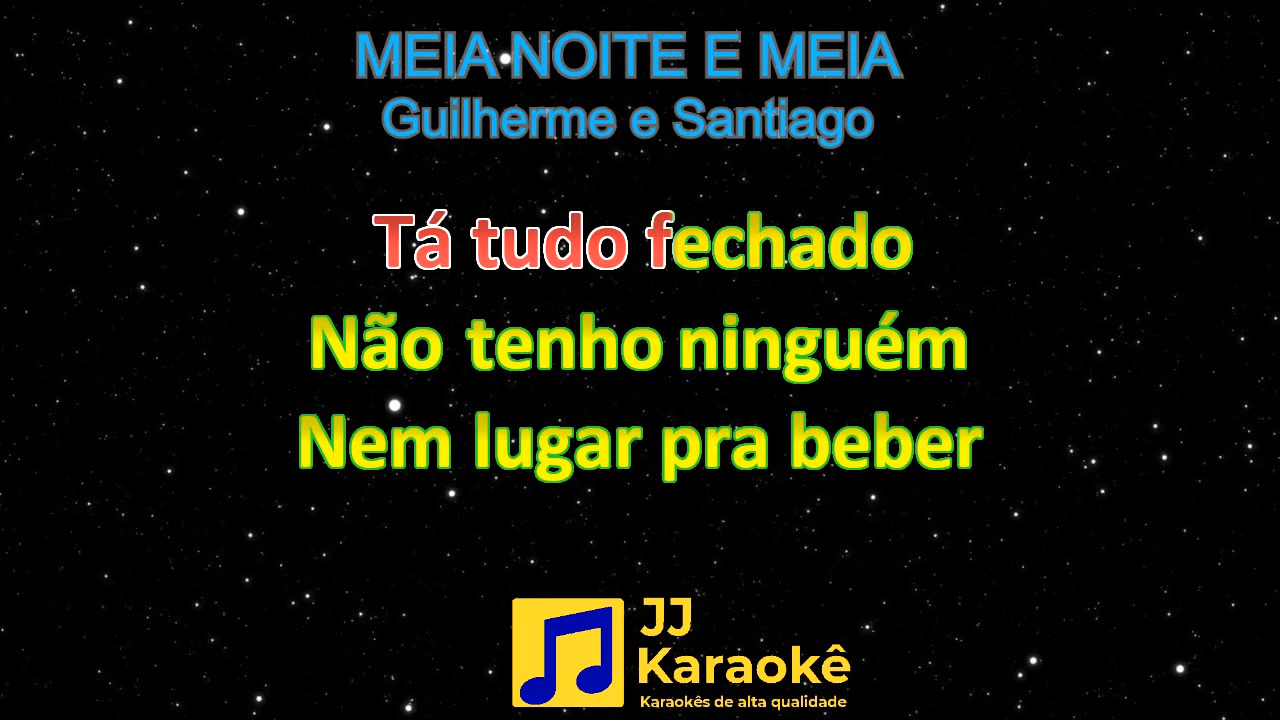 MEIA NOITE E MEIA
Guilherme e Santiago
Tá tudo fechado
Não tenho ninguém
Nem lugar pra beber
JJ
Karaokê
Karaokês de alta qualidade